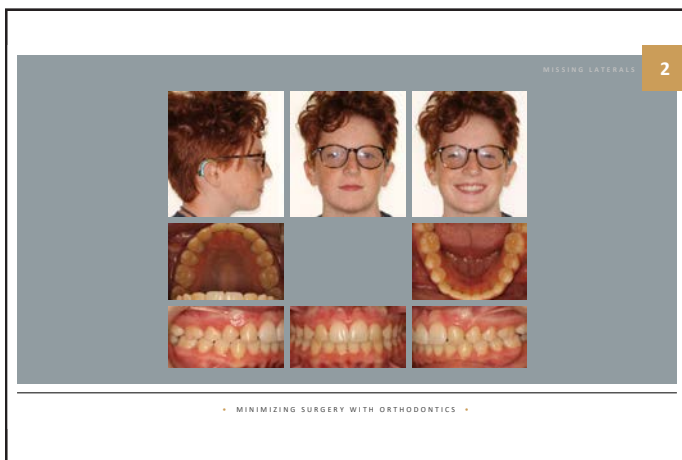 MISSING LATERALS
2
• MINIMIZING SURGERY WITH ORTHODONTICS •